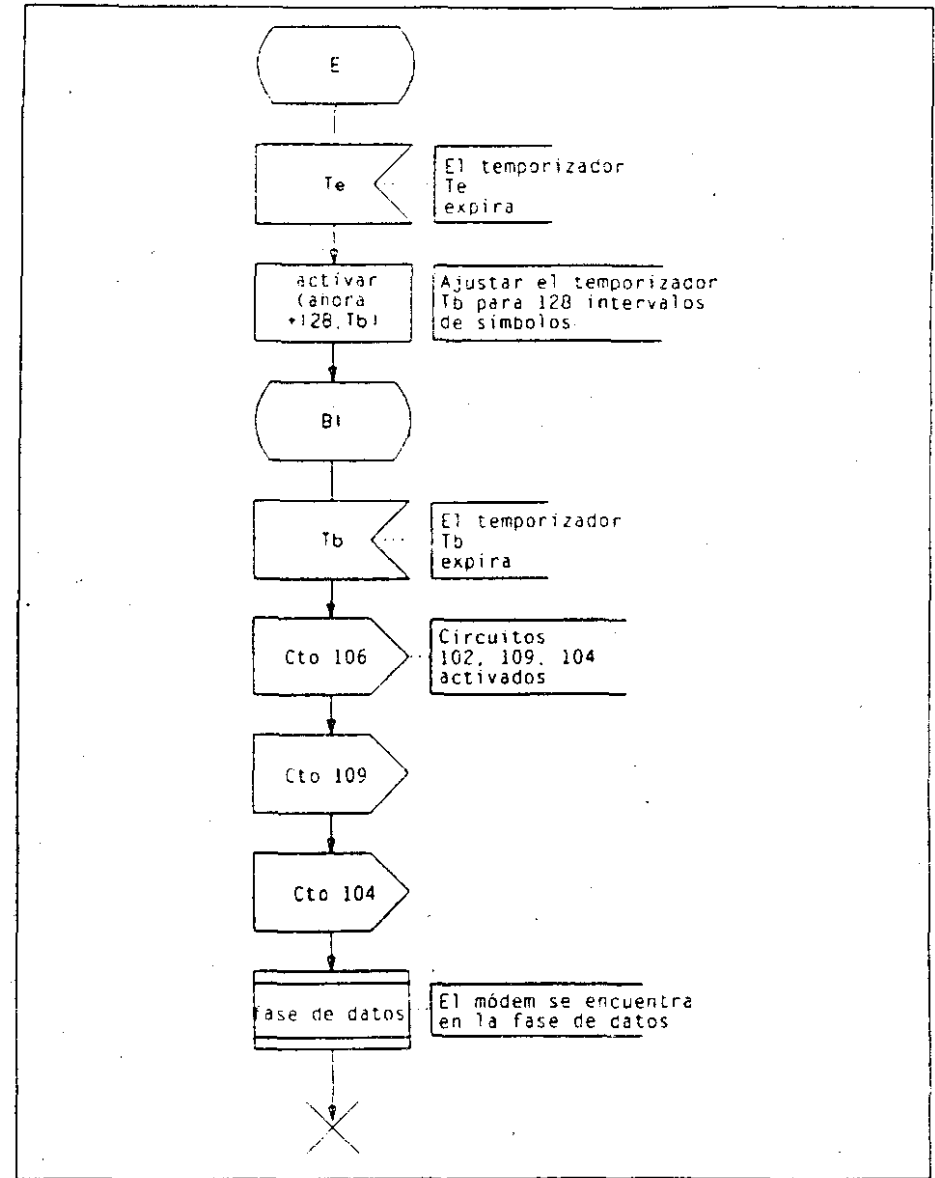 E
Te
El temporizador
Te
expira
activar
(ahora
+128,Tb)
Ajustar el temporizador
Tb para 128 intervalos
de símbolos
B1
Tb
El temporizador
Tb
expira
Cto 106
Circuitos
102, 109, 104
activados
Cto 109
Cto 104
fase de datos
El módem se encuentra
en la fase de datos